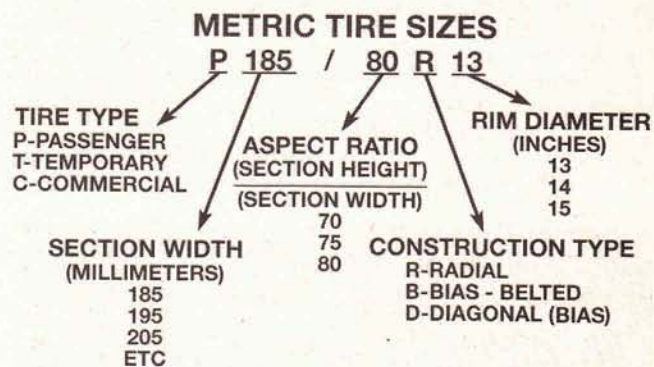 METRIC TIRE SIZES
P 185 / 80 R 13
TIRE TYPE
P-PASSENGER
T-TEMPORARY
C-COMMERCIAL
SECTION WIDTH
(MILLIMETERS)
185
195
205
ETC
ASPECT RATIO
(SECTION HEIGHT)
(SECTION WIDTH)
70
75
80
CONSTRUCTION TYPE
R-RADIAL
B-BIAS - BELTED
D-DIAGONAL (BIAS)
RIM DIAMETER
(INCHES)
13
14
15